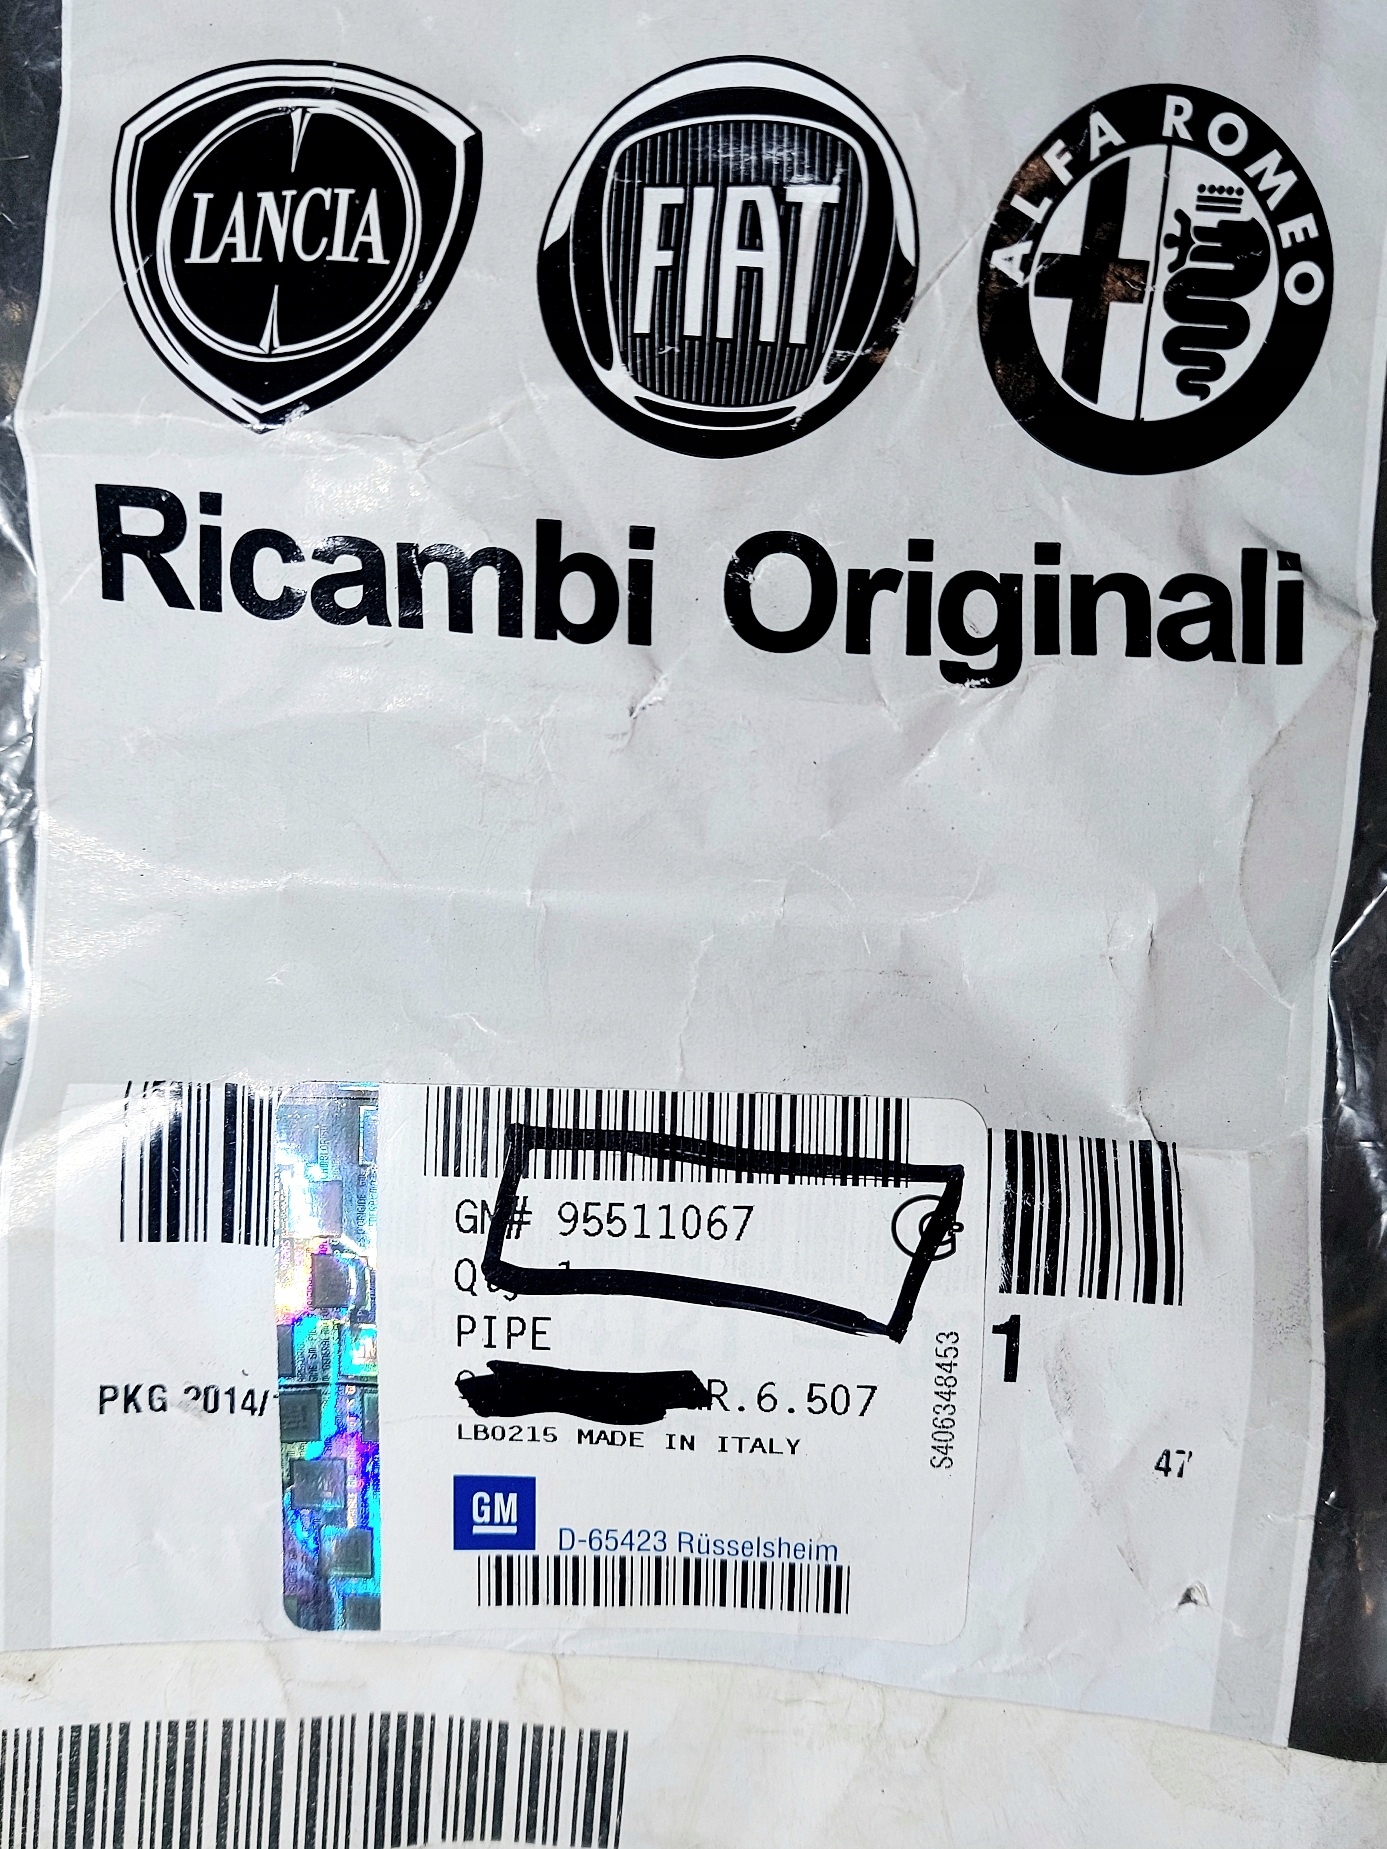 LANCIA
FIAT
ALFA ROMEO
Ricambi Originali
GM# 95511067
1
PIPE
R.6.507
LB0215 MADE IN ITALY
GM
D-65423 Rüsselsheim
S406348453
1
PKG 2014/
47